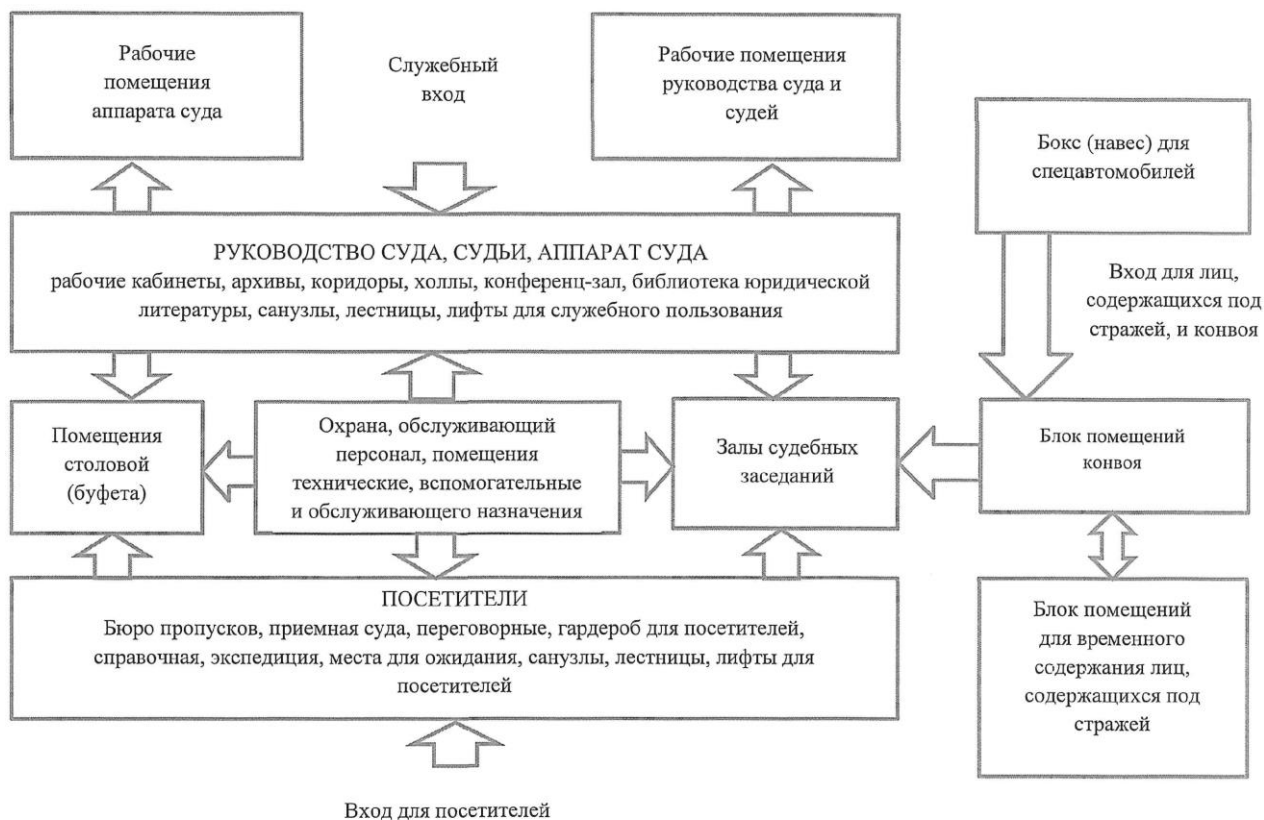 Рабочие
помещения
аппарата суда
Служебный
вход
Рабочие помещения
руководства суда и
судей
Бокс (навес) для
спецавтомобилей
РУКОВОДСТВО СУДА, СУДЬИ, АППАРАТ СУДА
рабочие кабинеты, архивы, коридоры, холлы, конференц-зал, библиотека юридической
литературы, санузлы, лестницы, лифты для служебного пользования
Вход для лиц,
содержащихся под
стражей, и конвоя
Помещения
столовой
(буфета)
Охрана, обслуживающий
персонал, помещения
технические, вспомогательные
и обслуживающего назначения
Залы судебных
заседаний
Блок помещений
конвоя
ПОСЕТИТЕЛИ
Бюро пропусков, приемная суда, переговорные, гардероб для посетителей,
справочная, экспедиция, места для ожидания, санузлы, лестницы, лифты для
посетителей
Блок помещений
для временного
содержания лиц,
содержащихся под
стражей
Вход для посетителей